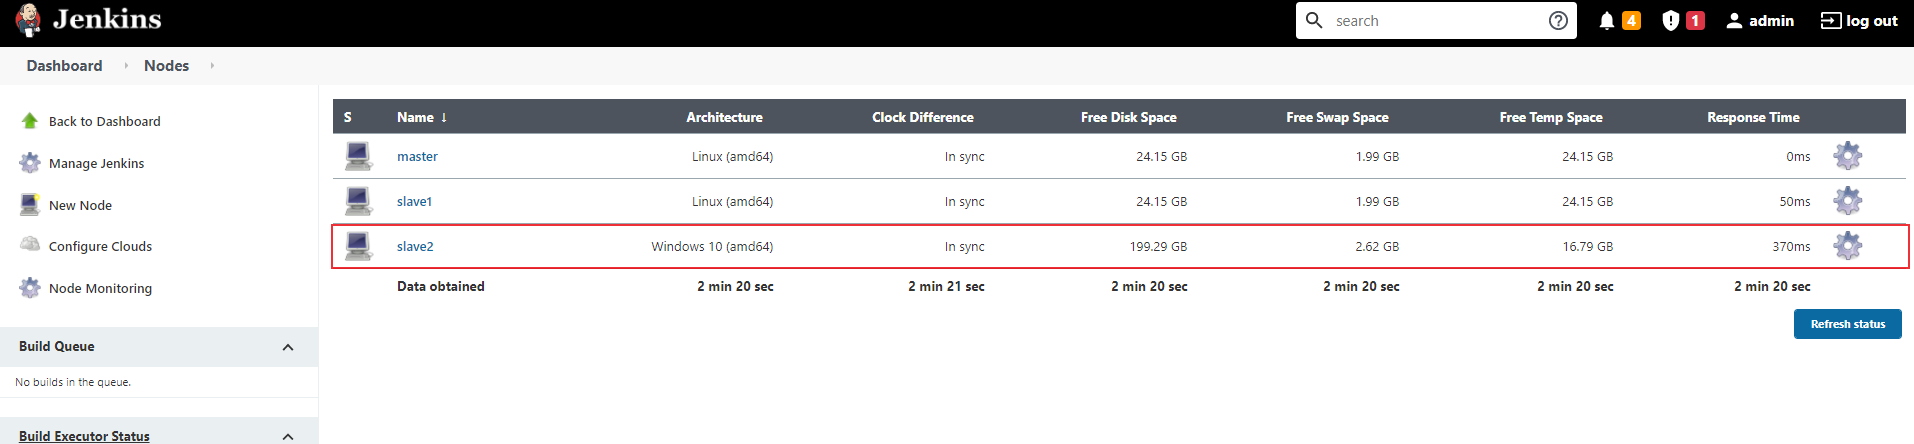 Jenkins
search
4
1
admin
log out
Dashboard Nodes
Back to Dashboard
Manage Jenkins
New Node
Configure Clouds
Node Monitoring
Build Queue
No builds in the queue.
Build Executor Status
S Name ↓ Architecture Clock Difference Free Disk Space Free Swap Space Free Temp Space Response Time
master Linux (amd64) In sync 24.15 GB 1.99 GB 24.15 GB 0ms
slave1 Linux (amd64) In sync 24.15 GB 1.99 GB 24.15 GB 50ms
slave2 Windows 10 (amd64) In sync 199.29 GB 2.62 GB 16.79 GB 370ms
Data obtained 2 min 20 sec 2 min 21 sec 2 min 20 sec 2 min 20 sec 2 min 20 sec 2 min 20 sec
Refresh status